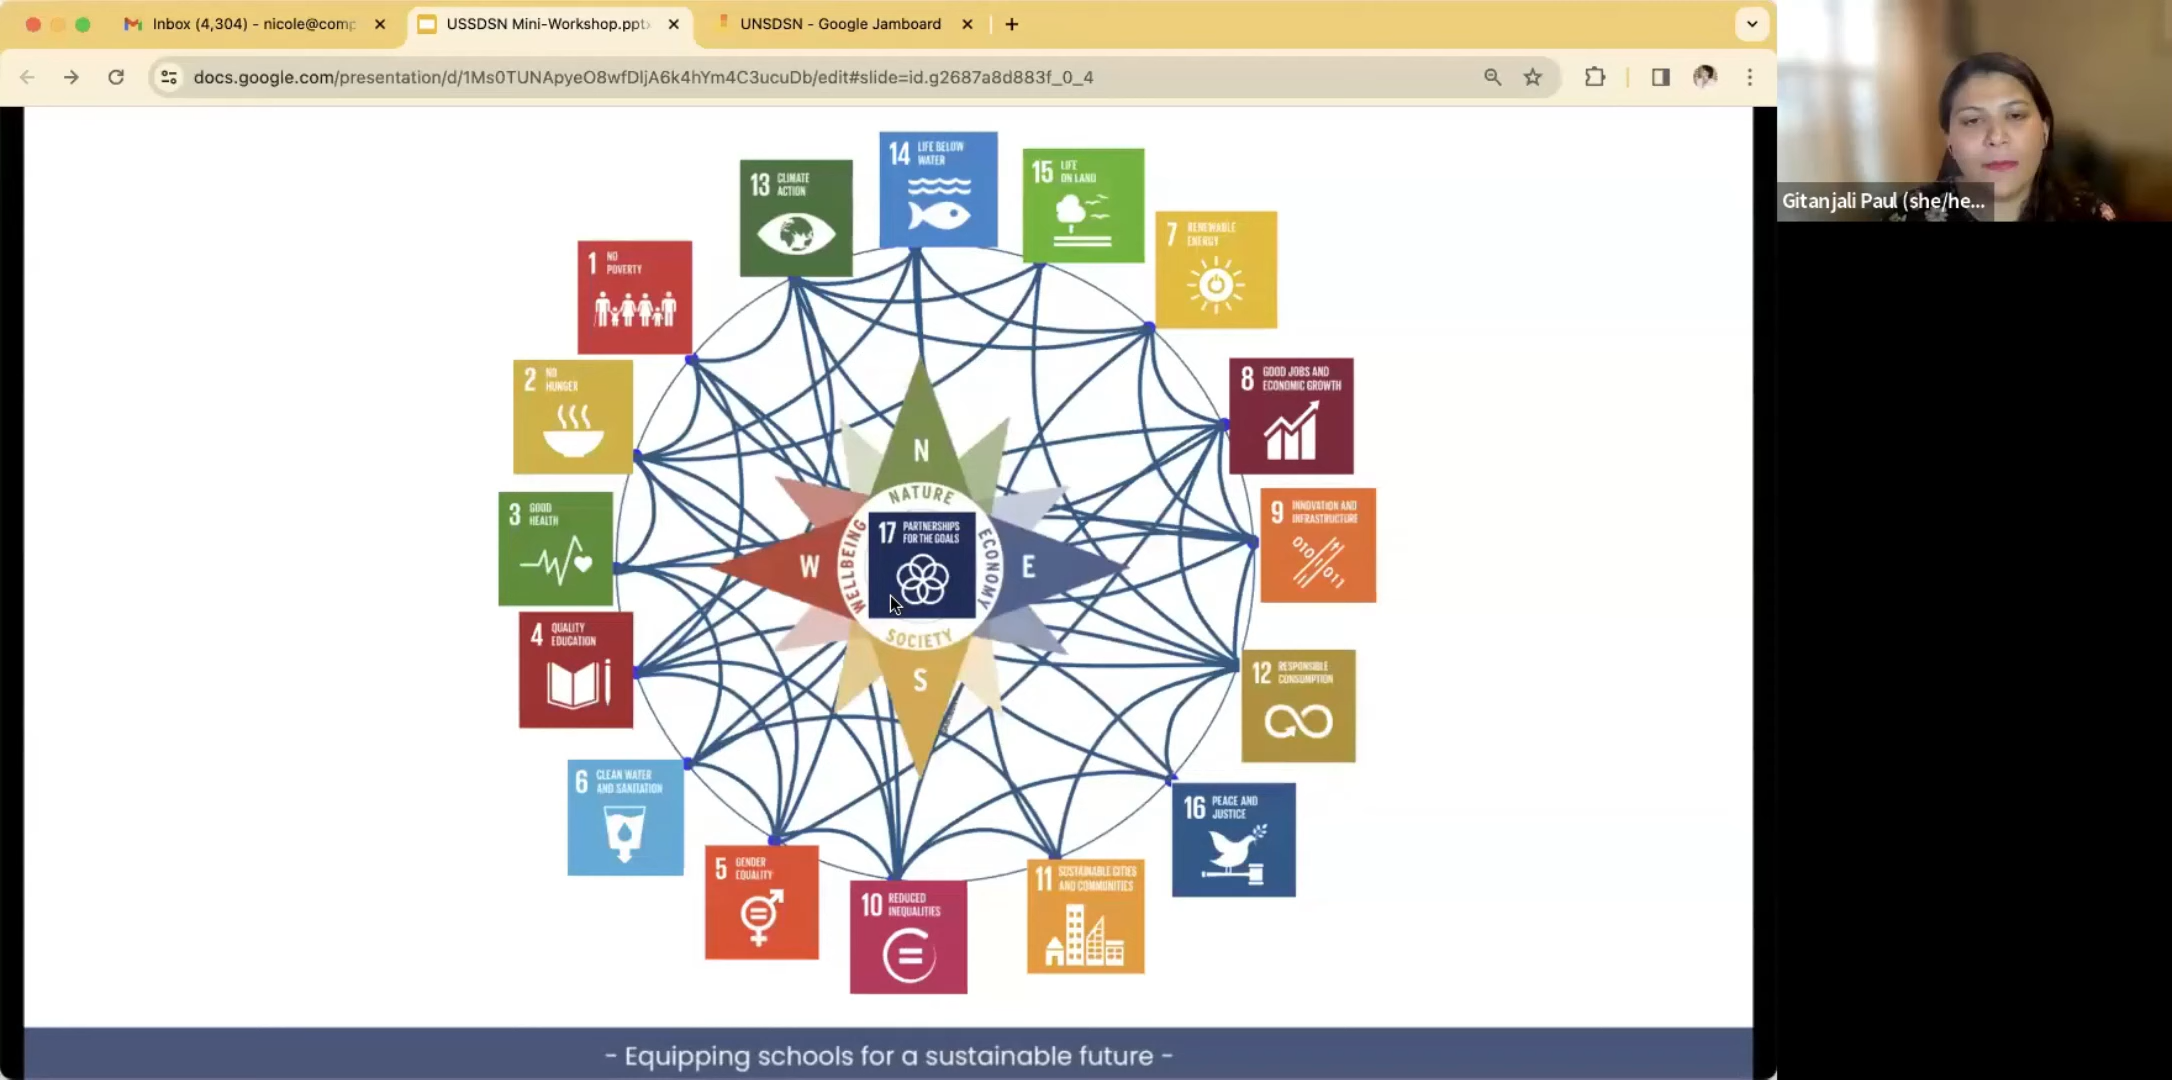 Inbox (4,304) - nicole@comp
USSDSN Mini-Workshop.ppt
UNSDSN - Google Jamboard
docs.google.com/presentation/d/1Ms0TUNApyeO8wfDIjA6k4hYm4C3ucuDb/edit#slide=id.g2687a8d883f_0_4
Gitanjali Paul (she/he...
14 LIFE BELOW
WATER
13 CLIMATE
ACTION
15 LIFE
ON LAND
7 RENEWABLE
ENERGY
1 NO
POVERTY
2 NO
HUNGER
8 GOOD JOBS AND
ECONOMIC GROWTH
3 GOOD
HEALTH
9 INNOVATION AND
INFRASTRUCTURE
N
NATURE
W
WELLBEING
17 PARTNERSHIPS
FOR THE GOALS
ECONOMY
E
SOCIETY
S
4 QUALITY
EDUCATION
12 RESPONSIBLE
CONSUMPTION
6 CLEAN WATER
AND SANITATION
16 PEACE AND
JUSTICE
5 GENDER
EQUALITY
10 REDUCED
INEQUALITIES
11 SUSTAINABLE CITIES
AND COMMUNITIES
- Equipping schools for a sustainable future -